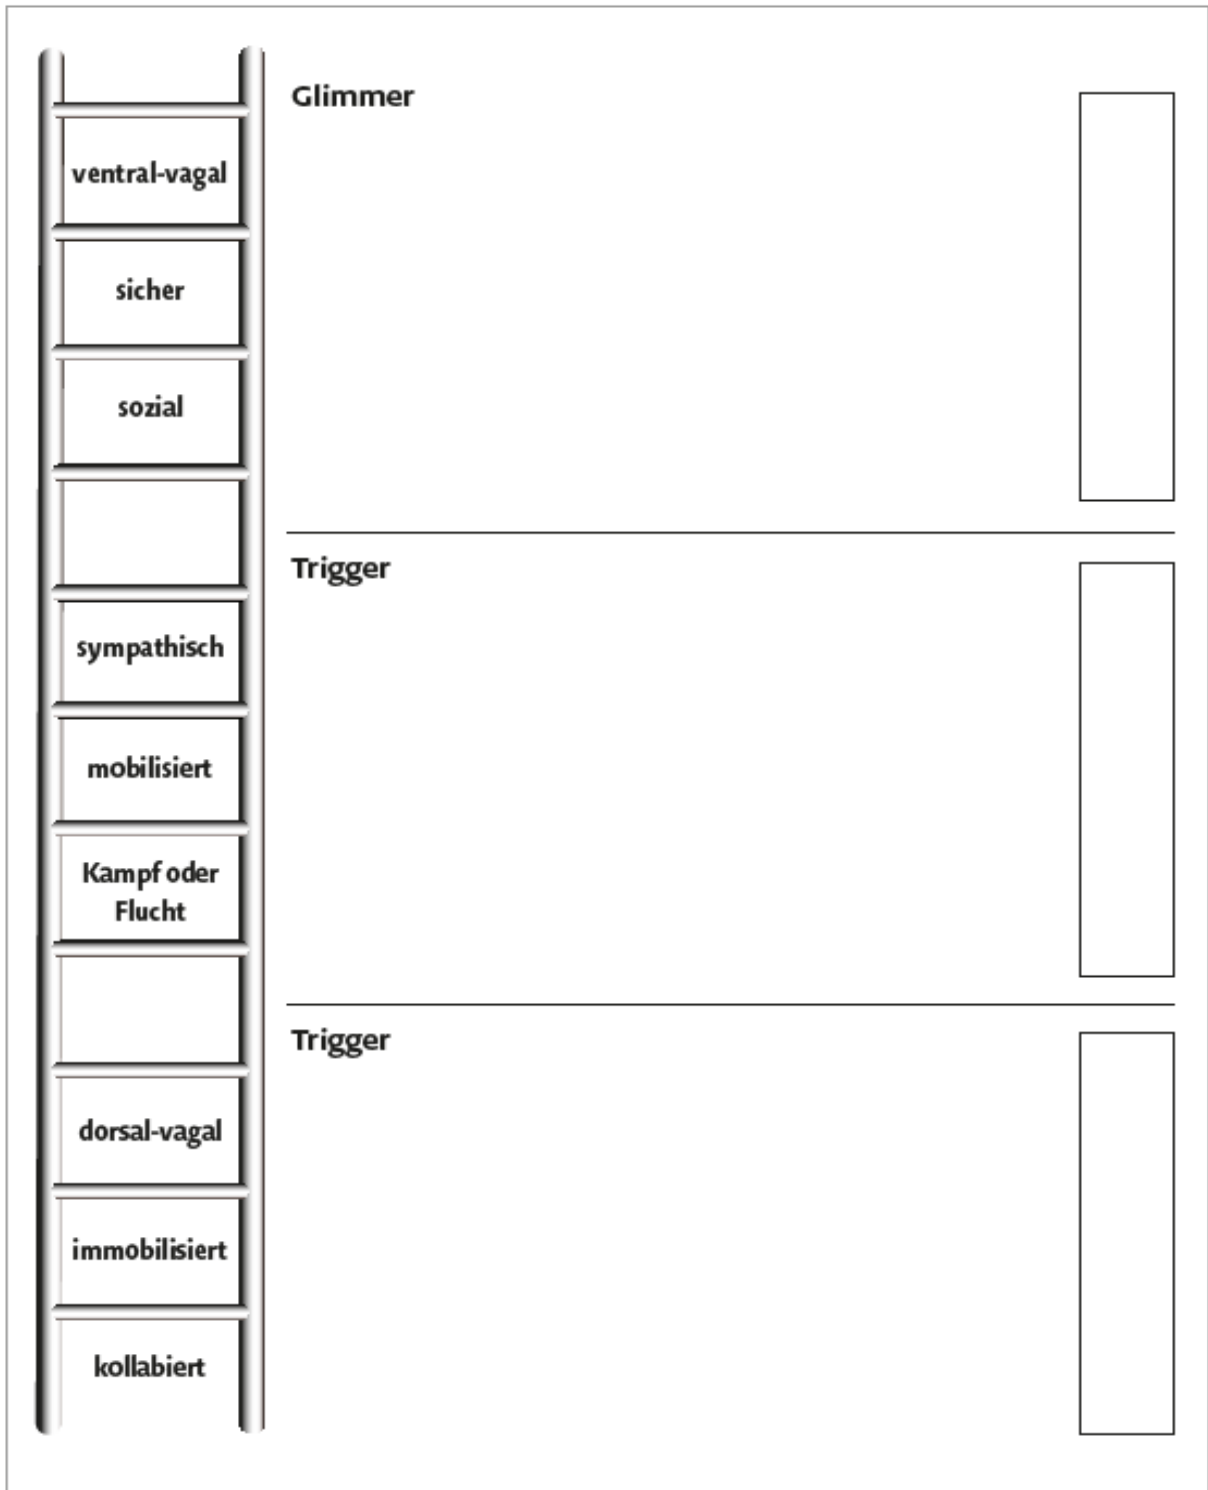 Glimmer
ventral-vagal
sicher
sozial
Trigger
sympathisch
mobilisiert
Kampf oder
Flucht
Trigger
dorsal-vagal
immobilisiert
kollabiert